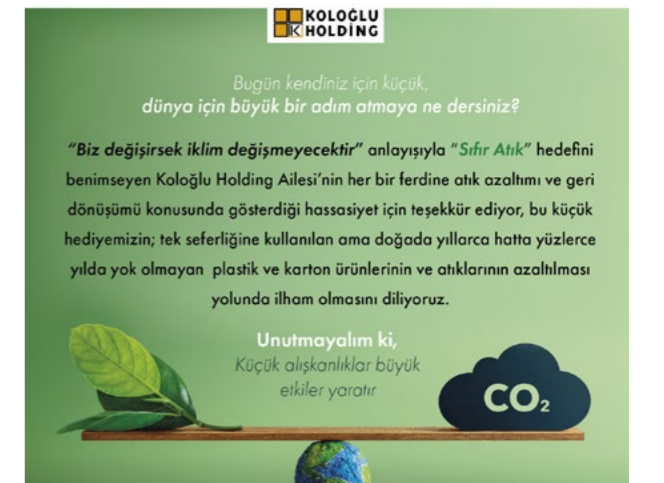 KOLOĞLU
HOLDİNG
Bugün kendiniz için küçük,
dünya için büyük bir adım atmaya ne dersiniz?
“Biz değişirsek iklim değişmeyecektir” anlayışıyla “Sıfır Atık” hedefini
benimseyen Koloğlu Holding Ailesi’nin her bir ferdine atık azaltımı ve geri
dönüşümü konusunda gösterdiği hassasiyet için teşekkür ediyor, bu küçük
hediyemizin; tek seferliğine kullanılan ama doğada yıllarca hatta yüzlerce
yılda yok olmayan plastik ve karton ürünlerinin ve atıklarının azaltılması
yolunda ilham olmasını diliyoruz.
Unutmayalım ki,
Küçük alışkanlıklar büyük
etkiler yaratır
CO₂